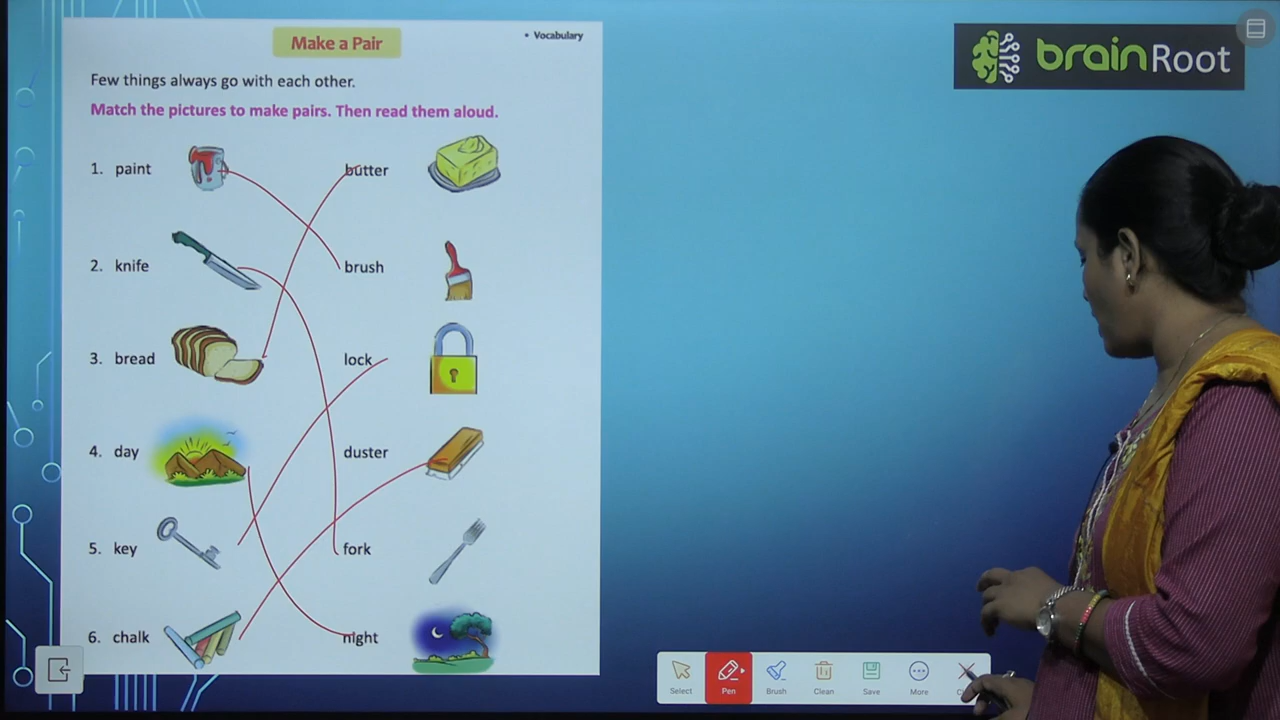 Make a Pair
• Vocabulary
brainRoot
Few things always go with each other.
Match the pictures to make pairs. Then read them aloud.
1. paint butter
2. knife brush
3. bread lock
4. day duster
5. key fork
6. chalk night
Select Pen Brush Clean Save More